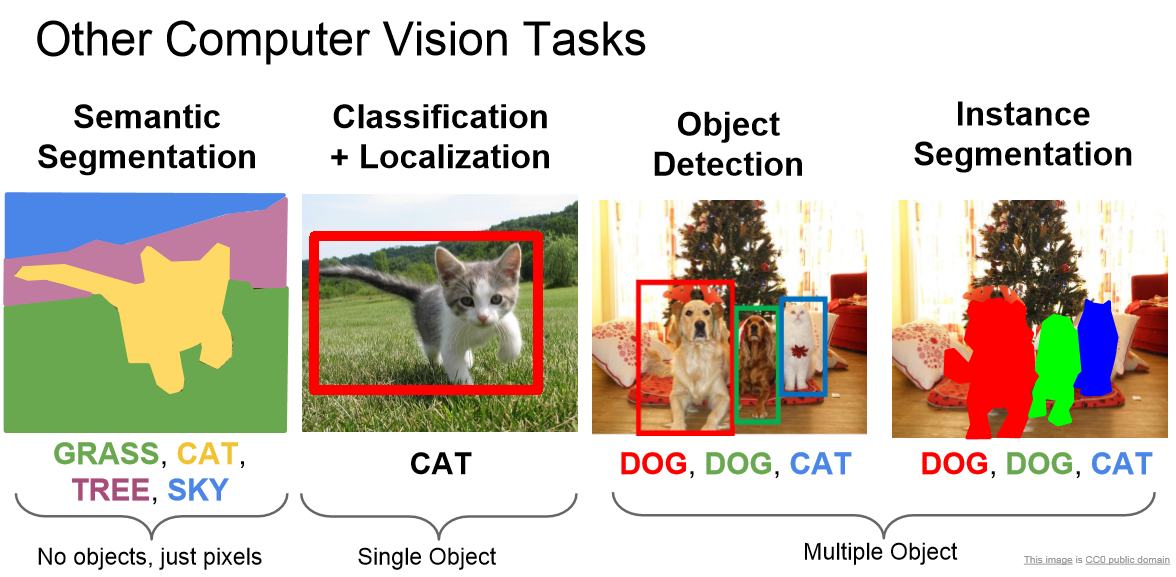 Other Computer Vision Tasks
Semantic
Segmentation
Classification
+ Localization
Object
Detection
Instance
Segmentation
GRASS, CAT,
TREE, SKY
CAT
DOG, DOG, CAT
DOG, DOG, CAT
No objects, just pixels
Single Object
Multiple Object
This image is CC0 public domain